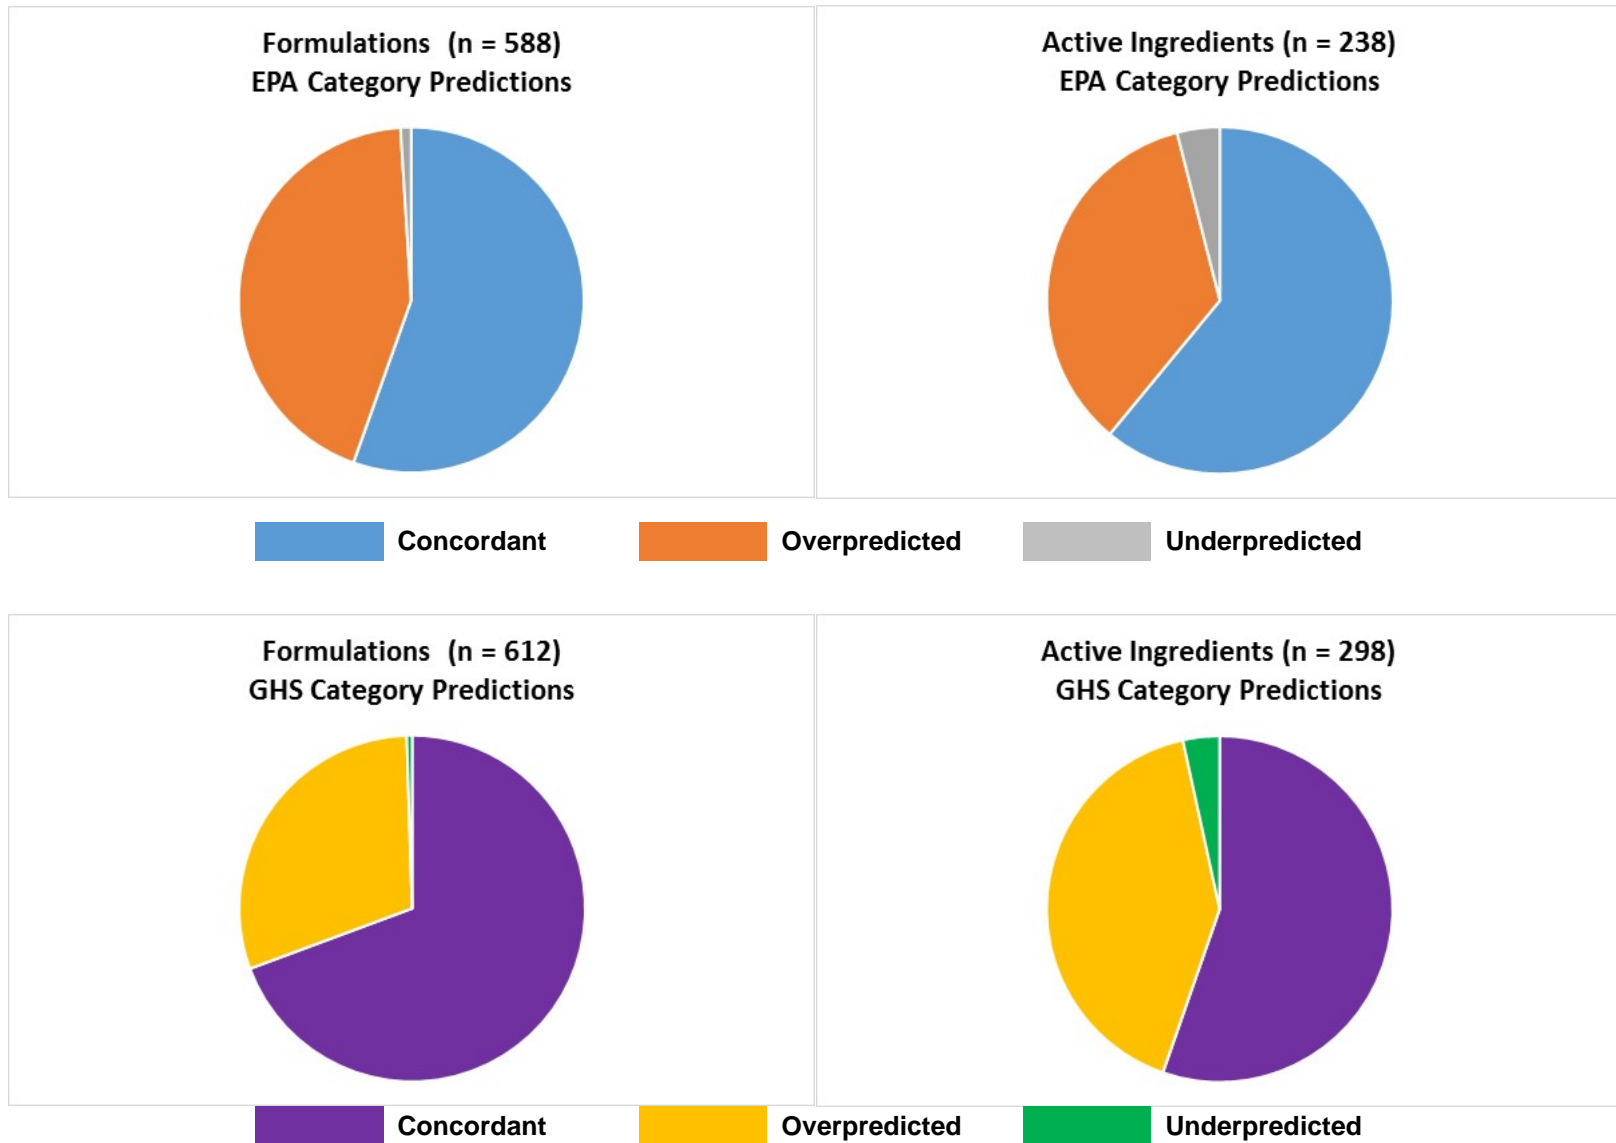 Formulations (n = 588)
EPA Category Predictions
Active Ingredients (n = 238)
EPA Category Predictions
Concordant
Overpredicted
Underpredicted
Formulations (n = 612)
GHS Category Predictions
Active Ingredients (n = 298)
GHS Category Predictions
Concordant
Overpredicted
Underpredicted